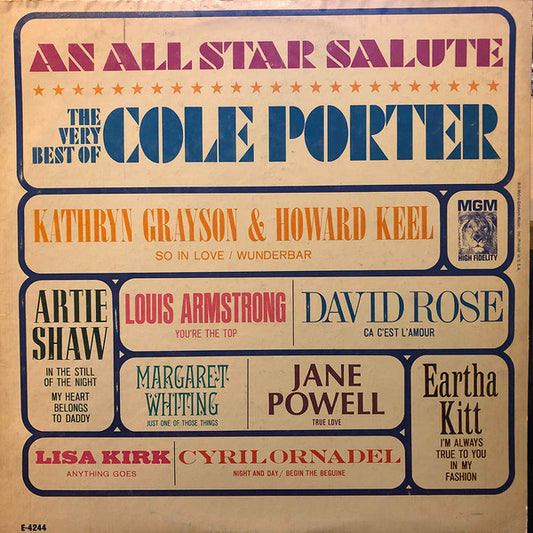 AN ALL STAR SALUTE
THE
VERY
BEST OF
COLE PORTER
KATHRYN GRAYSON & HOWARD KEEL
SO IN LOVE / WUNDERBAR
MGM
HIGH FIDELITY
ARTIE
SHAW
IN THE STILL
OF THE NIGHT
MY HEART
BELONGS
TO DADDY
LOUIS ARMSTRONG
YOU'RE THE TOP
DAVID ROSE
CA C'EST L'AMOUR
MARGARET
WHITING
JUST ONE OF THOSE THINGS
JANE
POWELL
TRUE LOVE
Eartha
Kitt
I'M ALWAYS
TRUE TO YOU
IN MY
FASHION
LISA KIRK
ANYTHING GOES
CYRIL ORNADEL
NIGHT AND DAY / BEGIN THE BEGUINE
E-4244